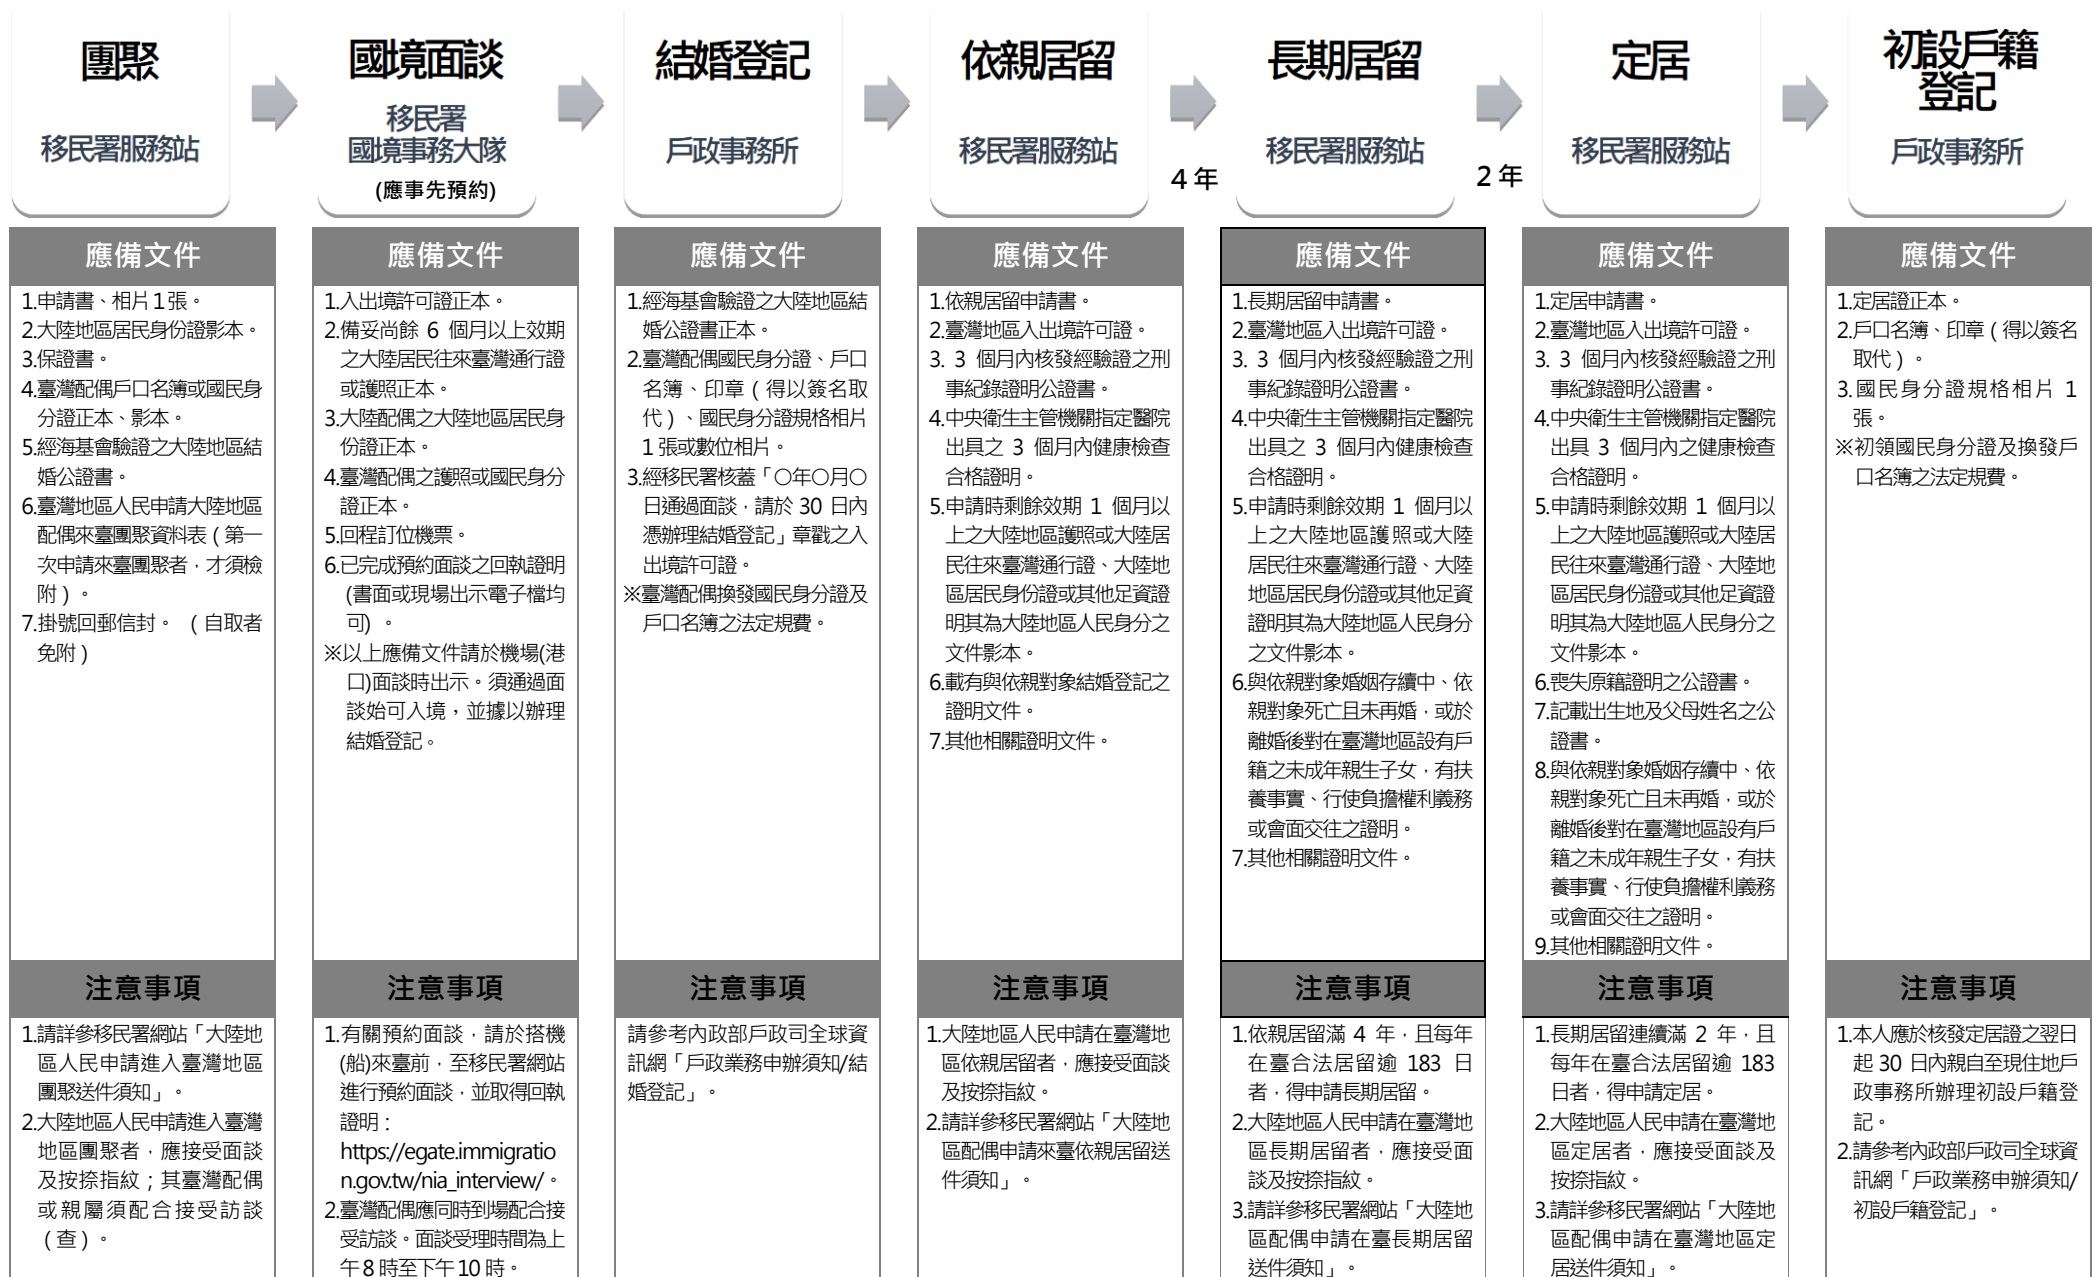 團聚
移民署服務站
國境面談
移民署
國境事務大隊
(應事先預約)
結婚登記
戶政事務所
依親居留
移民署服務站
4 年
長期居留
移民署服務站
2 年
定居
移民署服務站
初設戶籍
登記
戶政事務所
應備文件
1.申請書、相片1張。
2.大陸地區居民身份證影本。
3.保證書。
4.臺灣配偶戶口名簿或國民身
分證正本、影本。
5.經海基會驗證之大陸地區結
婚公證書。
6.臺灣地區人民申請大陸地區
配偶來臺團聚資料表（第一
次申請來臺團聚者，才須檢
附）。
7.掛號回郵信封。 （自取者
免附）
注意事項
1.請詳參移民署網站「大陸地
區人民申請進入臺灣地區
團聚送件須知」。
2.大陸地區人民申請進入臺灣
地區團聚者，應接受面談
及按捺指紋；其臺灣配偶
或親屬須配合接受訪談
（查）。
應備文件
1.入出境許可證正本。
2.備妥尚餘 6 個月以上效期
之大陸居民往來臺灣通行證
或護照正本。
3.大陸配偶之大陸地區居民身
份證正本。
4.臺灣配偶之護照或國民身分
證正本。
5.回程訂位機票。
6.已完成預約面談之回執證明
(書面或現場出示電子檔均
可) 。
※以上應備文件請於機場(港
口)面談時出示。須通過面
談始可入境，並據以辦理
結婚登記。
注意事項
1.有關預約面談，請於搭機
(船)來臺前，至移民署網站
進行預約面談，並取得回執
證明：
https://egate.immigratio
n.gov.tw/nia_interview/。
2.臺灣配偶應同時到場配合接
受訪談。面談受理時間為上
午8時至下午10時。
應備文件
1.經海基會驗證之大陸地區結
婚公證書正本。
2.臺灣配偶國民身分證、戶口
名簿、印章（得以簽名取
代）、國民身分證規格相片
1張或數位相片。
3.經移民署核蓋「〇年〇月〇
日通過面談，請於 30 日內
憑辦理結婚登記」章戳之入
出境許可證。
※臺灣配偶換發國民身分證及
戶口名簿之法定規費。
注意事項
請參考內政部戶政司全球資
訊網「戶政業務申辦須知/結
婚登記」。
應備文件
1.依親居留申請書。
2.臺灣地區入出境許可證。
3. 3 個月內核發經驗證之刑
事紀錄證明公證書。
4.中央衛生主管機關指定醫院
出具之 3 個月內健康檢查
合格證明。
5.申請時剩餘效期 1 個月以
上之大陸地區護照或大陸居
民往來臺灣通行證、大陸地
區居民身份證或其他足資證
明其為大陸地區人民身分之
文件影本。
6.載有與依親對象結婚登記之
證明文件。
7.其他相關證明文件。
注意事項
1.大陸地區人民申請在臺灣地
區依親居留者，應接受面談
及按捺指紋。
2.請詳參移民署網站「大陸地
區配偶申請來臺依親居留送
件須知」。
應備文件
1.長期居留申請書。
2.臺灣地區入出境許可證。
3. 3 個月內核發經驗證之刑
事紀錄證明公證書。
4.中央衛生主管機關指定醫院
出具之 3 個月內健康檢查
合格證明。
5.申請時剩餘效期 1 個月以
上之大陸地區護照或大陸
居民往來臺灣通行證、大陸
地區居民身份證或其他足資
證明其為大陸地區人民身分
之文件影本。
6.與依親對象婚姻存續中、依
親對象死亡且未再婚，或於
離婚後對在臺灣地區設有戶
籍之未成年親生子女，有扶
養事實、行使負擔權利義務
或會面交往之證明。
7.其他相關證明文件。
注意事項
1.依親居留滿 4 年，且每年
在臺合法居留逾 183 日
者，得申請長期居留。
2.大陸地區人民申請在臺灣地
區長期居留者，應接受面
談及按捺指紋。
3.請詳參移民署網站「大陸地
區配偶申請在臺長期居留
送件須知」。
應備文件
1.定居申請書。
2.臺灣地區入出境許可證。
3. 3 個月內核發經驗證之刑
事紀錄證明公證書。
4.中央衛生主管機關指定醫院
出具 3 個月內之健康檢查
合格證明。
5.申請時剩餘效期 1 個月以
上之大陸地區護照或大陸居
民往來臺灣通行證、大陸地
區居民身份證或其他足資證
明其為大陸地區人民身分之
文件影本。
6.喪失原籍證明之公證書。
7.記載出生地及父母姓名之公
證書。
8.與依親對象婚姻存續中、依
親對象死亡且未再婚，或於
離婚後對在臺灣地區設有戶
籍之未成年親生子女，有扶
養事實、行使負擔權利義務
或會面交往之證明。
9.其他相關證明文件。
注意事項
1.長期居留連續滿 2 年，且
每年在臺合法居留逾 183
日者，得申請定居。
2.大陸地區人民申請在臺灣地
區定居者，應接受面談及
按捺指紋。
3.請詳參移民署網站「大陸地
區配偶申請在臺灣地區定
居送件須知」。
應備文件
1.定居證正本。
2.戶口名簿、印章（得以簽名
取代）。
3.國民身分證規格相片 1
張。
※初領國民身分證及換發戶
口名簿之法定規費。
注意事項
1.本人應於核發定居證之翌日
起 30 日內親自至現住地戶
政事務所辦理初設戶籍登
記。
2.請參考內政部戶政司全球資
訊網「戶政業務申辦須知/
初設戶籍登記」。